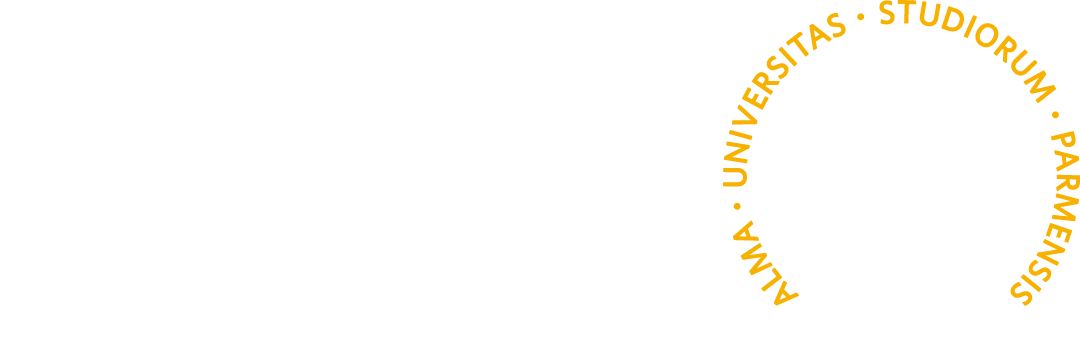 ALMA · UNIVERSITAS · STUDIORUM · PARMENSIS